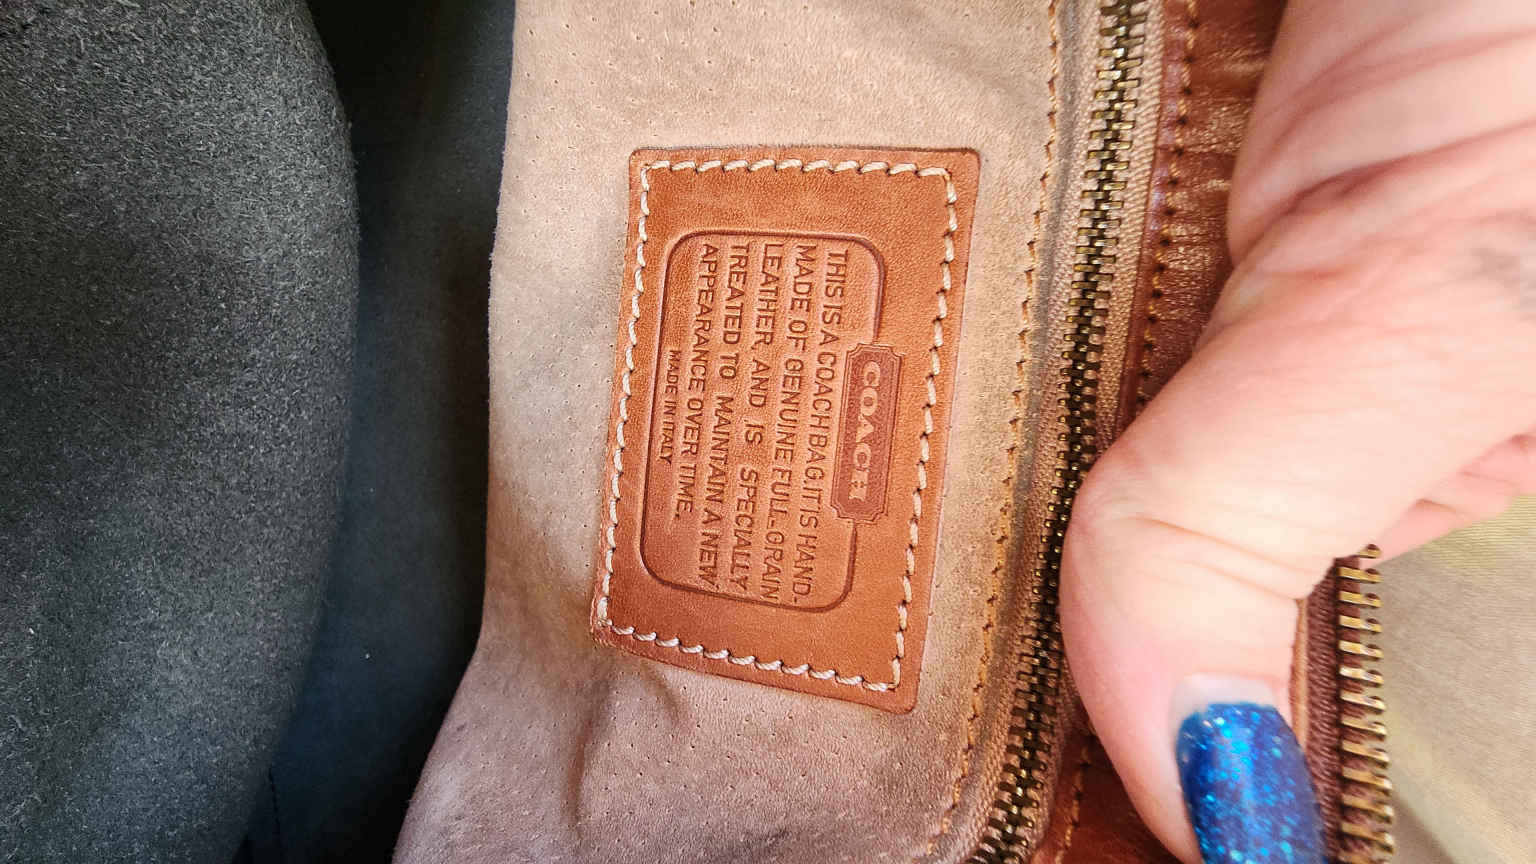 COACH
THIS IS A COACH BAG. IT IS HAND-
MADE OF GENUINE FULL-GRAIN
LEATHER, AND IS SPECIALLY
TREATED TO MAINTAIN A NEW
APPEARANCE OVER TIME.
MADE IN ITALY